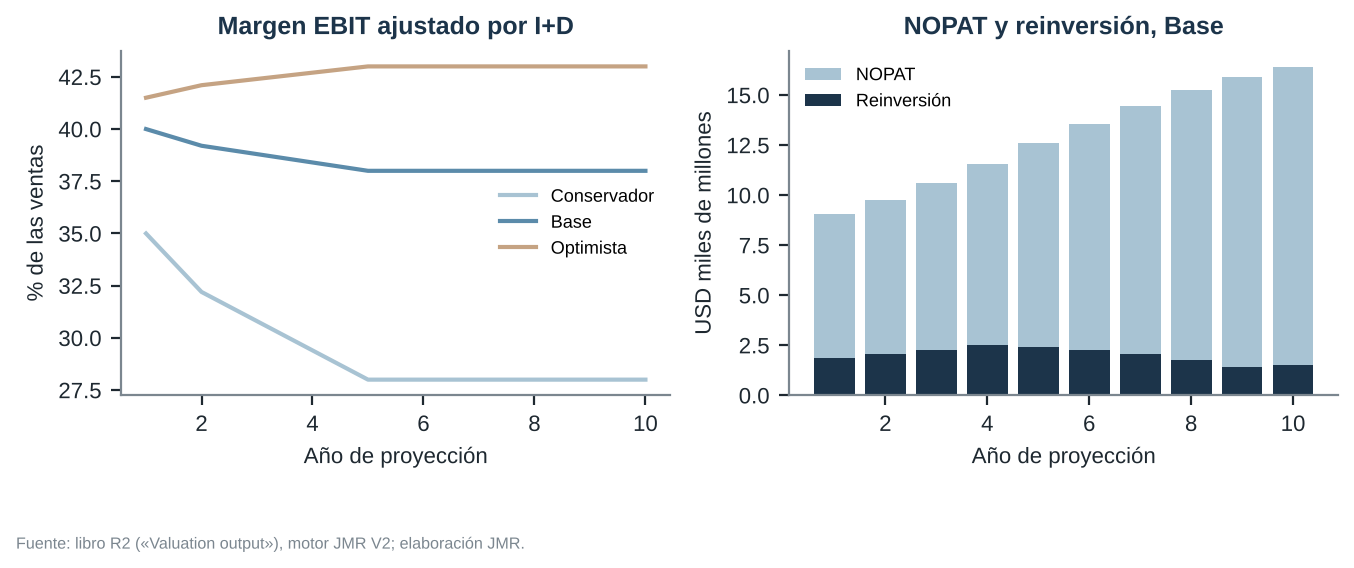 Margen EBIT ajustado por I+D
% de las ventas
42.5
40.0
37.5
35.0
32.5
30.0
27.5
Conservador
Base
Optimista
2 4 6 8 10
Año de proyección
NOPAT y reinversión, Base
USD miles de millones
15.0
12.5
10.0
7.5
5.0
2.5
0.0
NOPAT
Reinversión
2 4 6 8 10
Año de proyección
Fuente: libro R2 («Valuation output»), motor JMR V2; elaboración JMR.